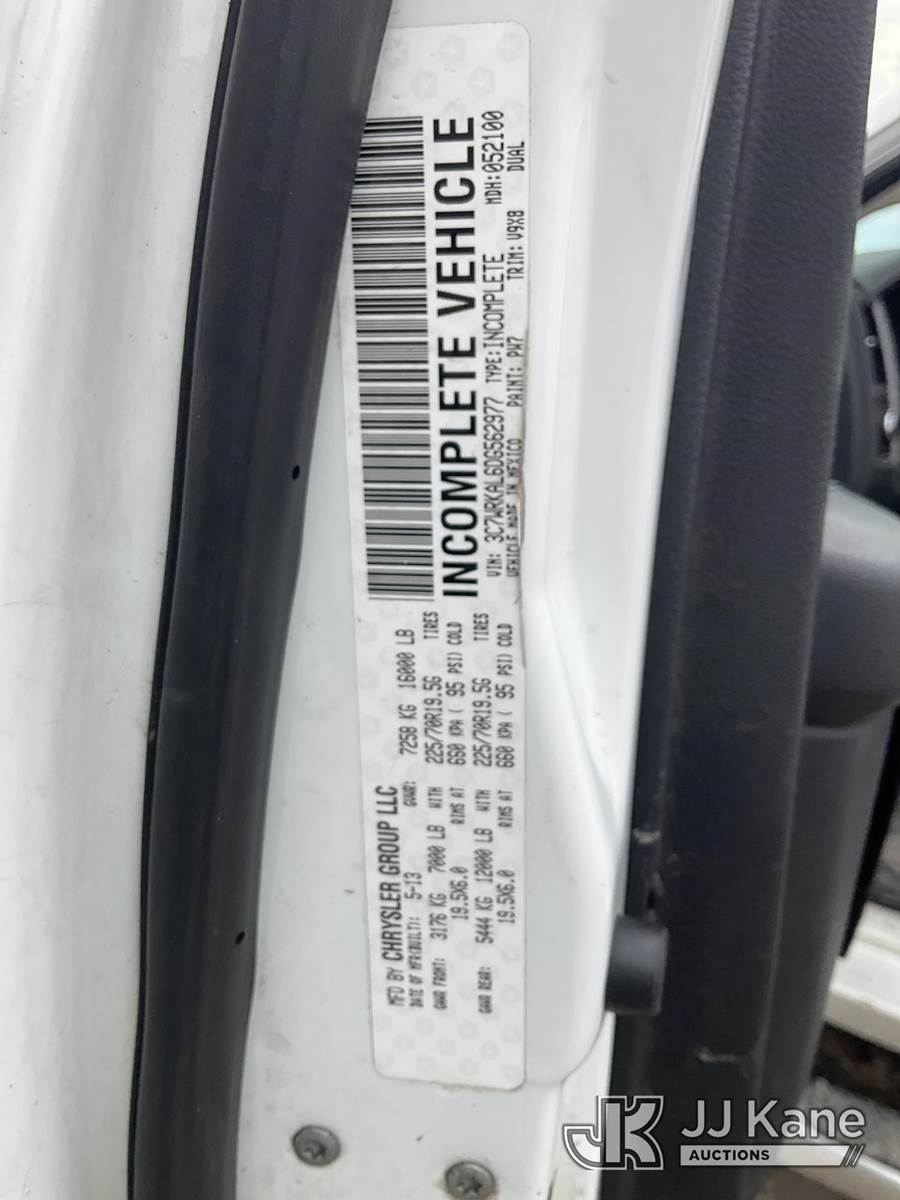 MFD BY CHRYSLER GROUP LLC
DATE OF MFR(BUILT): 5-13 GVWR: 7258 KG 16000 LB
GAWR FRONT: 3176 KG 7000 LB WITH 225/70R19.5G TIRES
19.5X6.0 RIMS AT 660 KPA ( 95 PSI) COLD
GAWR REAR: 5444 KG 12000 LB WITH 225/70R19.5G TIRES
19.5X6.0 RIMS AT 660 KPA ( 95 PSI) COLD
INCOMPLETE VEHICLE
VIN: 3C7WRKAL6DG562977 TYPE:INCOMPLETE MDH:052100
VEHICLE MADE IN MEXICO PAINT: PW7 TRIM: V9X8 DUAL
JK JJ Kane
AUCTIONS